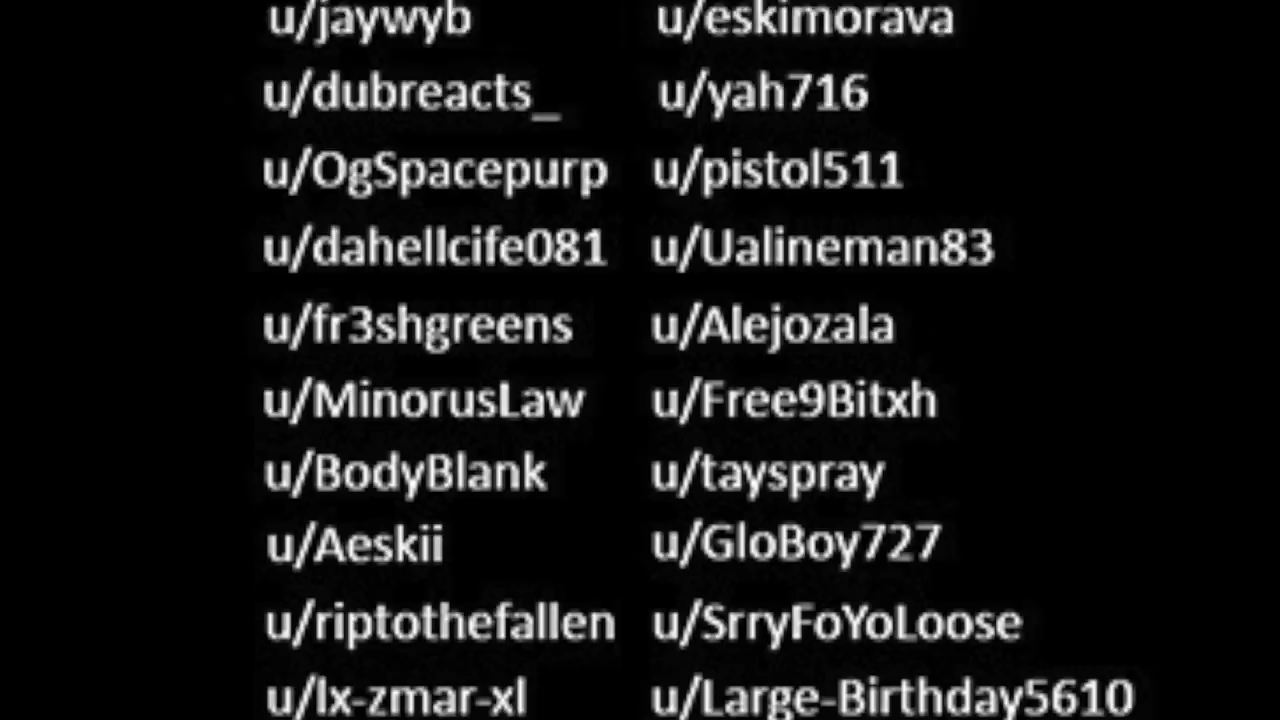 u/jaywyb u/eskimorava
u/dubreacts_ u/yah716
u/OgSpacepurp u/pistol511
u/dahellcife081 u/Ualineman83
u/fr3shgreens u/Alejozala
u/MinorusLaw u/Free9Bitxh
u/BodyBlank u/tayspray
u/Aeskii u/GloBoy727
u/riptothefallen u/SrryFoYoLoose
u/lx-zmar-xl u/Large-Birthday5610